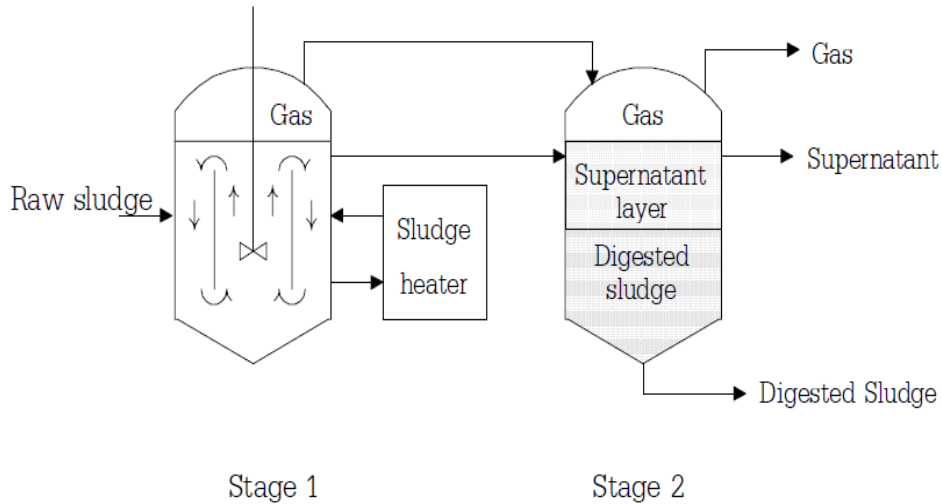 Gas
Gas
Gas
Raw sludge
Supernatant
layer
Supernatant
Sludge
heater
Digested
sludge
Digested Sludge
Stage 1
Stage 2